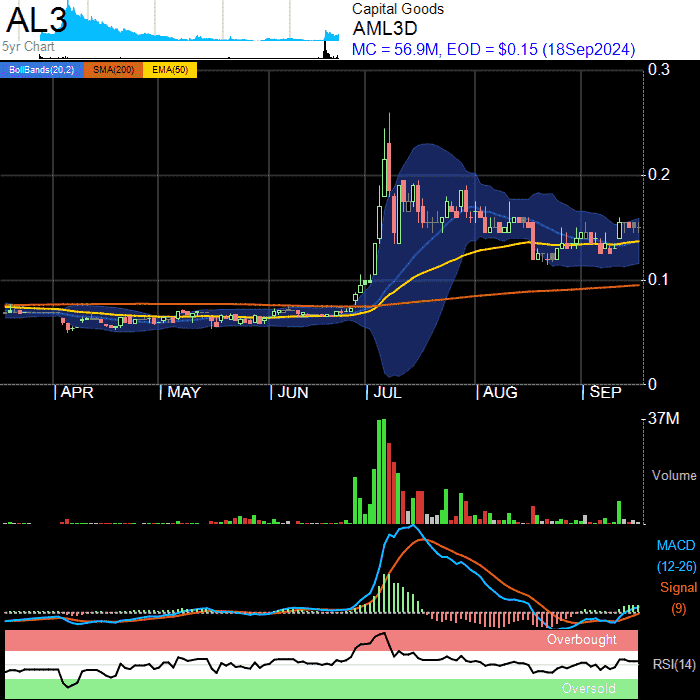 AL3
5yr Chart
Capital Goods
AML3D
MC = 56.9M, EOD = $0.15 (18Sep2024)
BollBands(20,2) SMA(200) EMA(50)
0.3
0.2
0.1
0
APR MAY JUN JUL AUG SEP
37M
Volume
MACD
(12-26)
Signal
(9)
Overbought
RSI(14)
Oversold